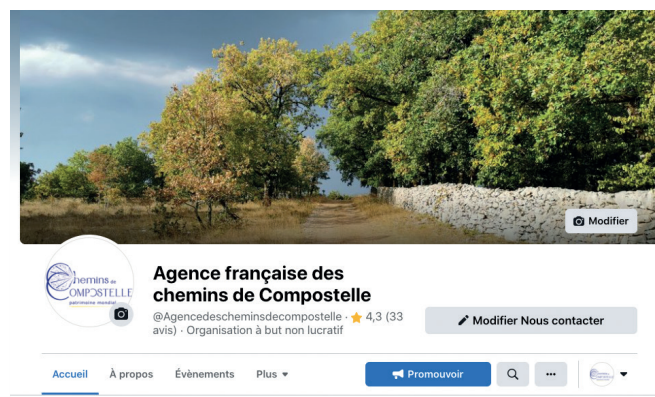 Modifier
Chemins de
COMPOSTELLE
patrimoine mondial
Agence française des
chemins de Compostelle
@Agencedescheminsdecompostelle · 4,3 (33
avis) · Organisation à but non lucratif
Modifier Nous contacter
Accueil À propos Évènements Plus Promouvoir